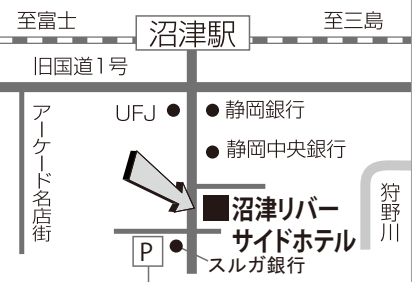 至富士
沼津駅
至三島
旧国道1号
UFJ
静岡銀行
静岡中央銀行
アーケード名店街
狩野川
沼津リバー
サイドホテル
P
スルガ銀行